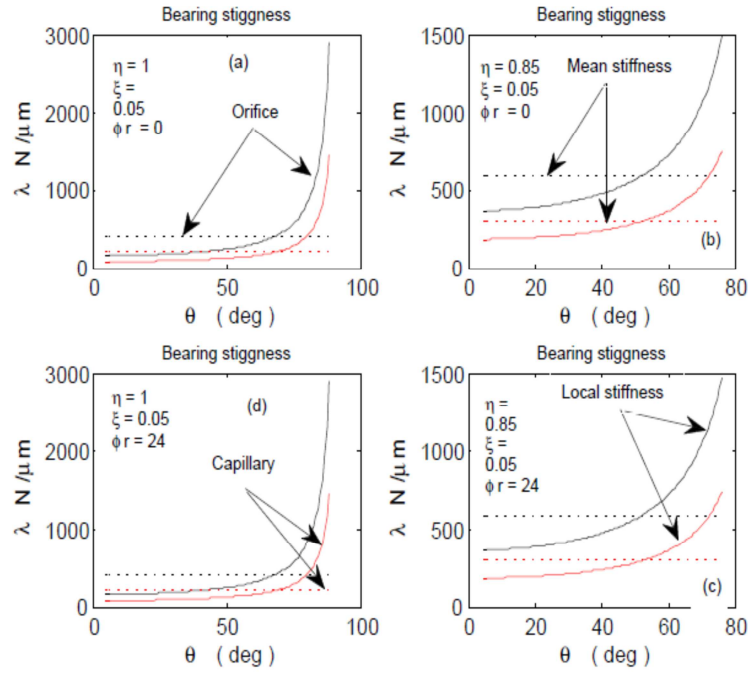 Bearing stiggness
3000
2000
1000
0
λ N /μ m
η = 1
ξ =
0.05
ϕ r = 0
(a)
Orifice
0
50
100
θ ( deg )
Bearing stiggness
1500
1000
500
0
λ N /μ m
η = 0.85
ξ = 0.05
ϕ r = 0
Mean stiffness
(b)
0
20
40
60
80
θ ( deg )
Bearing stiggness
3000
2000
1000
0
λ N /μ m
η = 1
ξ = 0.05
ϕ r = 24
(d)
Capillary
0
50
100
θ ( deg )
Bearing stiggness
1500
1000
500
0
λ N /μ m
η =
0.85
ξ =
0.05
ϕ r = 24
Local stiffness
(c)
0
20
40
60
80
θ ( deg )